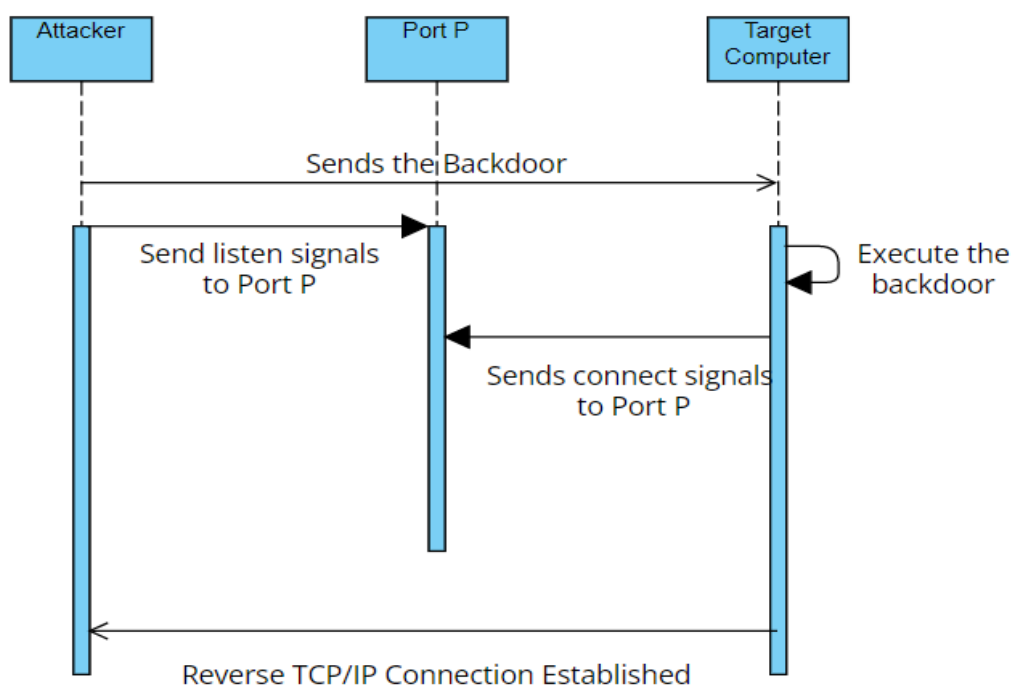 Attacker
Port P
Target
Computer
Sends the Backdoor
Send listen signals
to Port P
Execute the
backdoor
Sends connect signals
to Port P
Reverse TCP/IP Connection Established